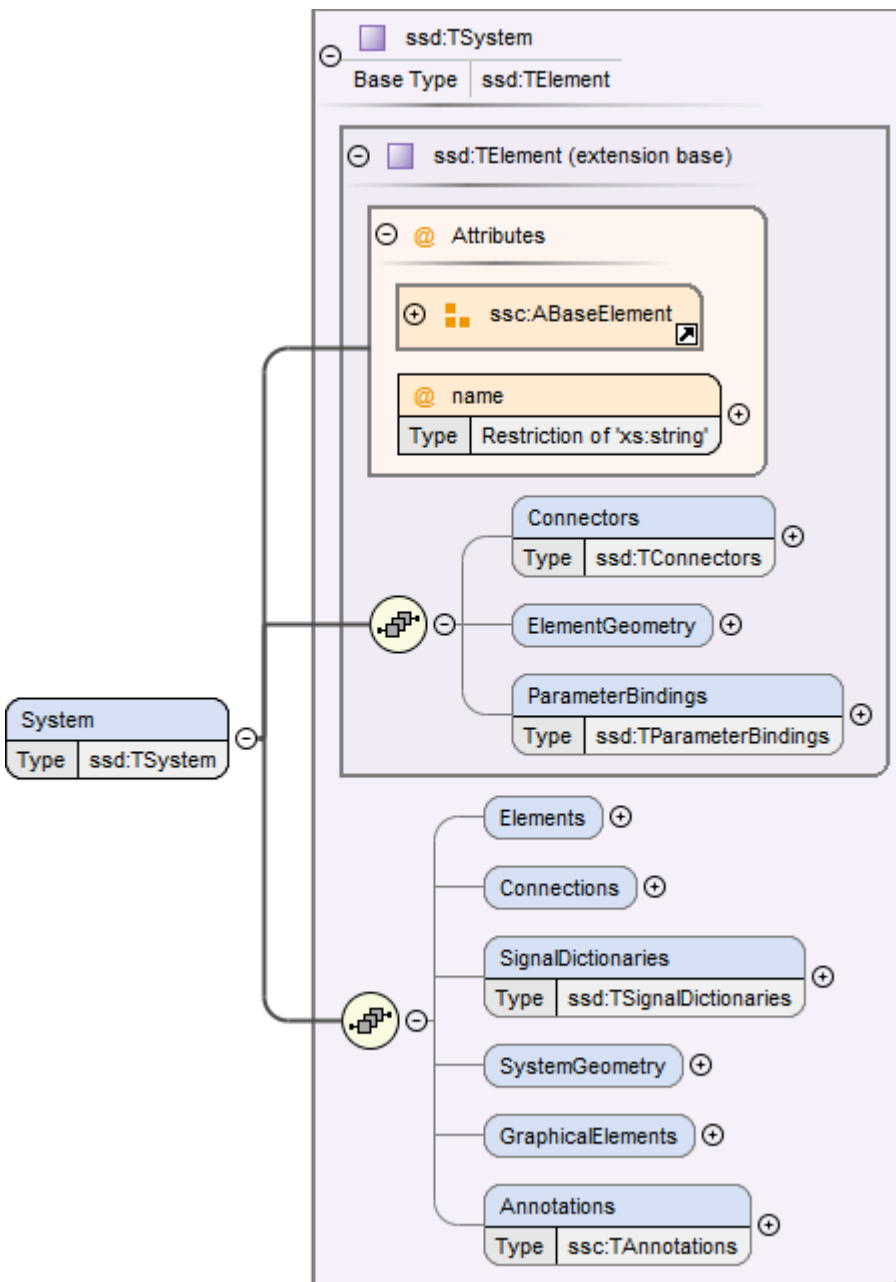 ssd:TSystem
Base Type ssd:TElement
ssd:TElement (extension base)
@ Attributes
ssc:ABaseElement
@ name
Type Restriction of 'xs:string'
Connectors
Type ssd:TConnectors
ElementGeometry
ParameterBindings
Type ssd:TParameterBindings
System
Type ssd:TSystem
Elements
Connections
SignalDictionaries
Type ssd:TSignalDictionaries
SystemGeometry
GraphicalElements
Annotations
Type ssc:TAnnotations